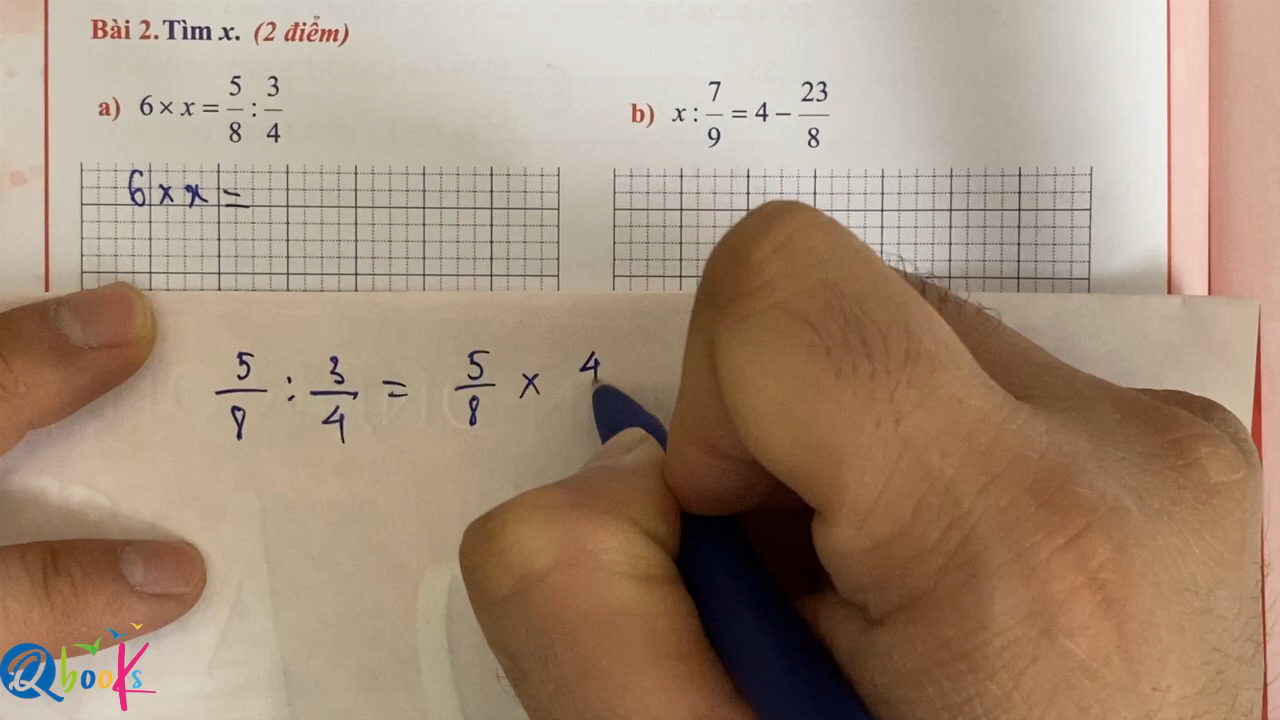 Bài 2. Tìm x. (2 điểm)
a) 6 × x = 5/8 : 3/4
b) x : 7/9 = 4 − 23/8
6 × x =
5/8 : 3/4 = 5/8 × 4
Qbooks